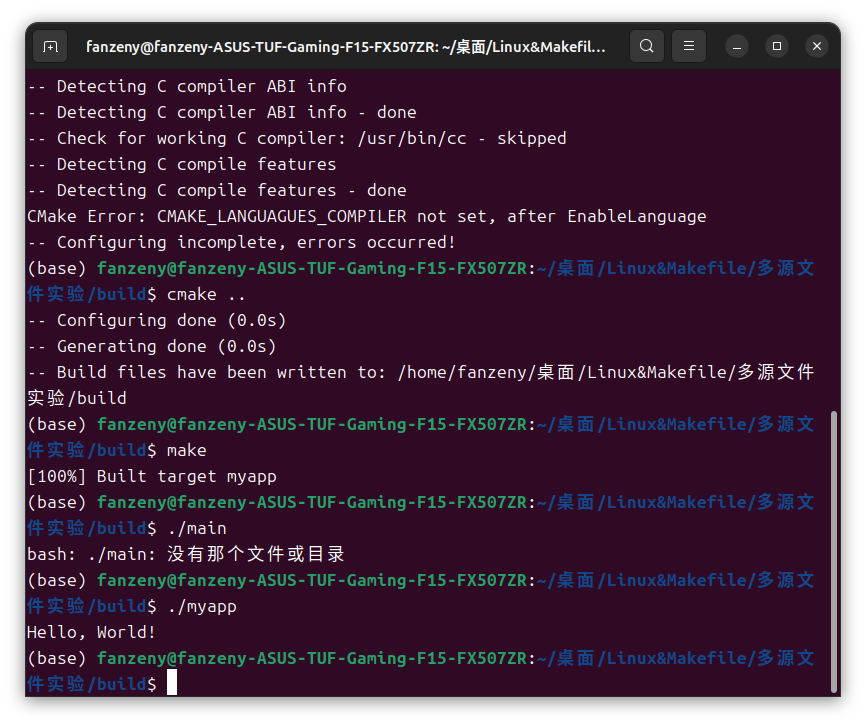 fanzeny@fanzeny-ASUS-TUF-Gaming-F15-FX507ZR: ~/桌面/Linux&Makefil...
-- Detecting C compiler ABI info
-- Detecting C compiler ABI info - done
-- Check for working C compiler: /usr/bin/cc - skipped
-- Detecting C compile features
-- Detecting C compile features - done
CMake Error: CMAKE_LANGUAGUES_COMPILER not set, after EnableLanguage
-- Configuring incomplete, errors occurred!
(base) fanzeny@fanzeny-ASUS-TUF-Gaming-F15-FX507ZR:~/桌面/Linux&Makefile/多源文
件实验/build$ cmake ..
-- Configuring done (0.0s)
-- Generating done (0.0s)
-- Build files have been written to: /home/fanzeny/桌面/Linux&Makefile/多源文件
实验/build
(base) fanzeny@fanzeny-ASUS-TUF-Gaming-F15-FX507ZR:~/桌面/Linux&Makefile/多源文
件实验/build$ make
[100%] Built target myapp
(base) fanzeny@fanzeny-ASUS-TUF-Gaming-F15-FX507ZR:~/桌面/Linux&Makefile/多源文
件实验/build$ ./main
bash: ./main: 没有那个文件或目录
(base) fanzeny@fanzeny-ASUS-TUF-Gaming-F15-FX507ZR:~/桌面/Linux&Makefile/多源文
件实验/build$ ./myapp
Hello, World!
(base) fanzeny@fanzeny-ASUS-TUF-Gaming-F15-FX507ZR:~/桌面/Linux&Makefile/多源文
件实验/build$